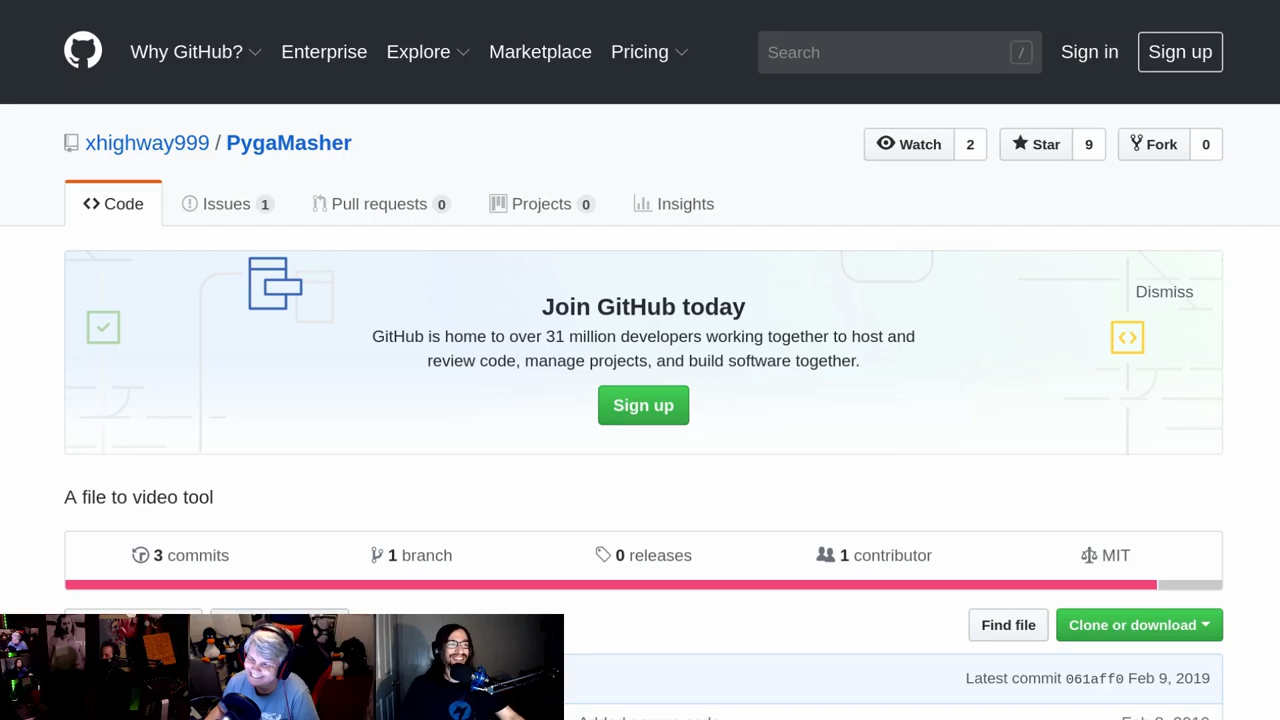 Why GitHub? Enterprise Explore Marketplace Pricing Search / Sign in Sign up
xhighway999 / PygaMasher Watch 2 Star 9 Fork 0
Code Issues 1 Pull requests 0 Projects 0 Insights
Dismiss
Join GitHub today
GitHub is home to over 31 million developers working together to host and
review code, manage projects, and build software together.
Sign up
A file to video tool
3 commits 1 branch 0 releases 1 contributor MIT
Find file Clone or download
Latest commit 061aff0 Feb 9, 2019